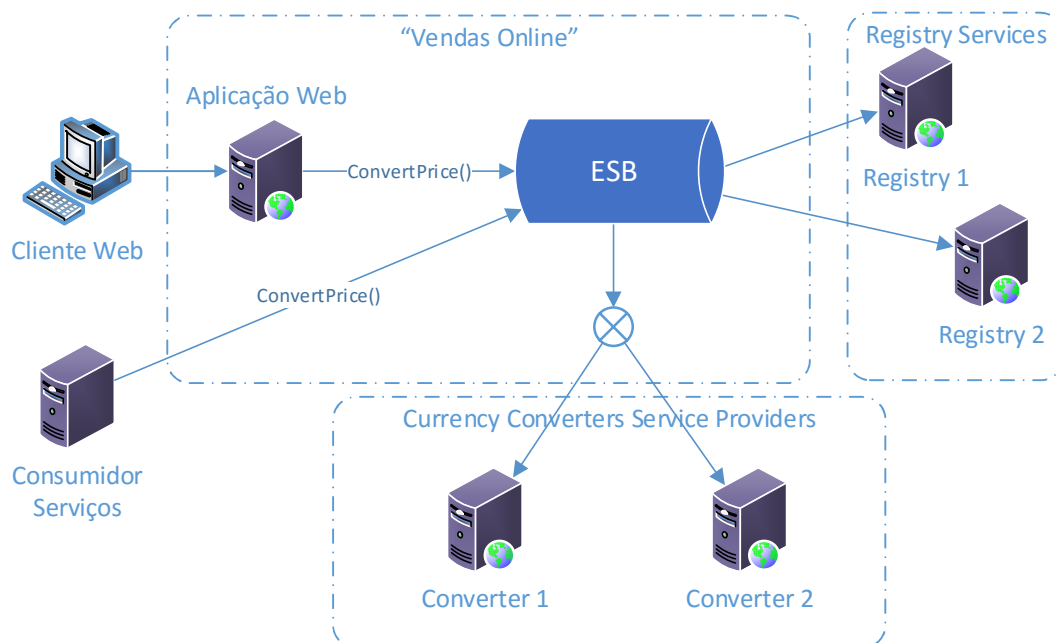 “Vendas Online”
Registry Services
Aplicação Web
ConvertPrice()
ESB
Registry 1
Cliente Web
ConvertPrice()
Registry 2
Currency Converters Service Providers
Consumidor
Serviços
Converter 1
Converter 2